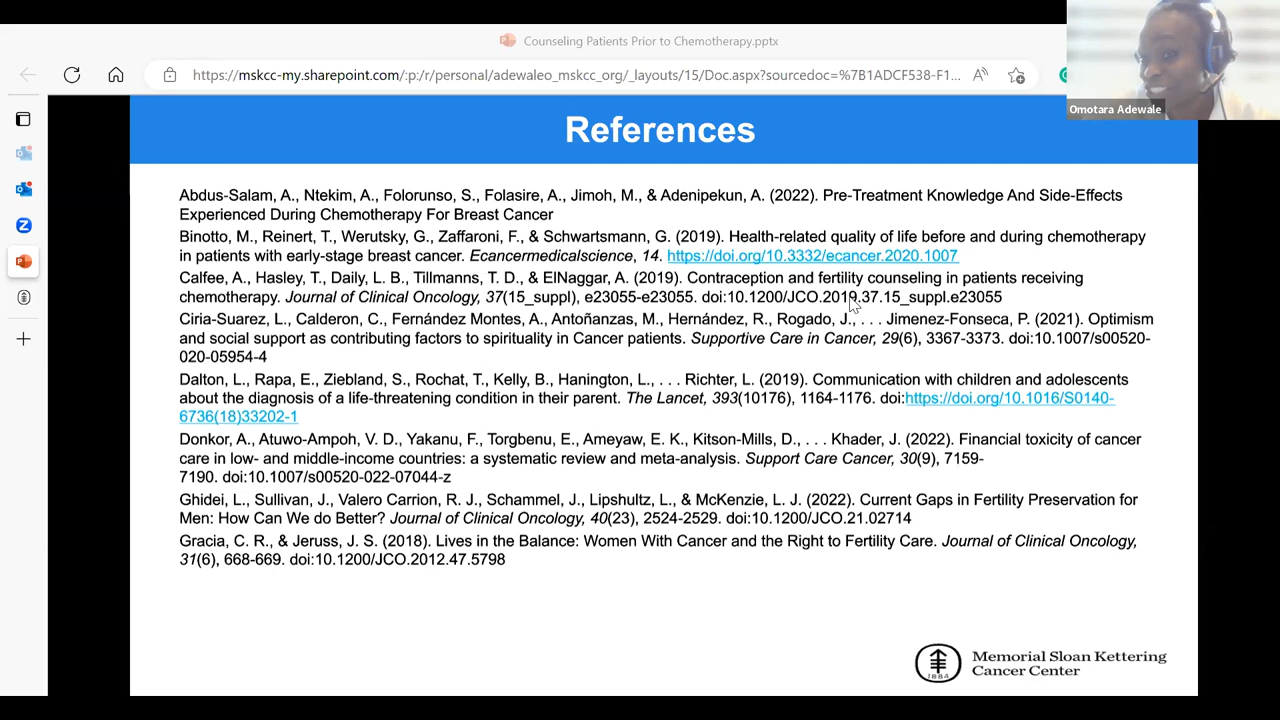 Counseling Patients Prior to Chemotherapy.pptx
https://mskcc-my.sharepoint.com/:p:/r/personal/adewaleo_mskcc_org/_layouts/15/Doc.aspx?sourcedoc=%7B1ADCF538-F1...
Omotara Adewale
References
Abdus-Salam, A., Ntekim, A., Folorunso, S., Folasire, A., Jimoh, M., & Adenipekun, A. (2022). Pre-Treatment Knowledge And Side-Effects
Experienced During Chemotherapy For Breast Cancer
Binotto, M., Reinert, T., Werutsky, G., Zaffaroni, F., & Schwartsmann, G. (2019). Health-related quality of life before and during chemotherapy
in patients with early-stage breast cancer. Ecancermedicalscience, 14. https://doi.org/10.3332/ecancer.2020.1007
Calfee, A., Hasley, T., Daily, L. B., Tillmanns, T. D., & ElNaggar, A. (2019). Contraception and fertility counseling in patients receiving
chemotherapy. Journal of Clinical Oncology, 37(15_suppl), e23055-e23055. doi:10.1200/JCO.2019.37.15_suppl.e23055
Ciria-Suarez, L., Calderon, C., Fernández Montes, A., Antoñanzas, M., Hernández, R., Rogado, J., . . . Jimenez-Fonseca, P. (2021). Optimism
and social support as contributing factors to spirituality in Cancer patients. Supportive Care in Cancer, 29(6), 3367-3373. doi:10.1007/s00520-
020-05954-4
Dalton, L., Rapa, E., Ziebland, S., Rochat, T., Kelly, B., Hanington, L., . . . Richter, L. (2019). Communication with children and adolescents
about the diagnosis of a life-threatening condition in their parent. The Lancet, 393(10176), 1164-1176. doi:https://doi.org/10.1016/S0140-
6736(18)33202-1
Donkor, A., Atuwo-Ampoh, V. D., Yakanu, F., Torgbenu, E., Ameyaw, E. K., Kitson-Mills, D., . . . Khader, J. (2022). Financial toxicity of cancer
care in low- and middle-income countries: a systematic review and meta-analysis. Support Care Cancer, 30(9), 7159-
7190. doi:10.1007/s00520-022-07044-z
Ghidei, L., Sullivan, J., Valero Carrion, R. J., Schammel, J., Lipshultz, L., & McKenzie, L. J. (2022). Current Gaps in Fertility Preservation for
Men: How Can We do Better? Journal of Clinical Oncology, 40(23), 2524-2529. doi:10.1200/JCO.21.02714
Gracia, C. R., & Jeruss, J. S. (2018). Lives in the Balance: Women With Cancer and the Right to Fertility Care. Journal of Clinical Oncology,
31(6), 668-669. doi:10.1200/JCO.2012.47.5798
1884
Memorial Sloan Kettering
Cancer Center